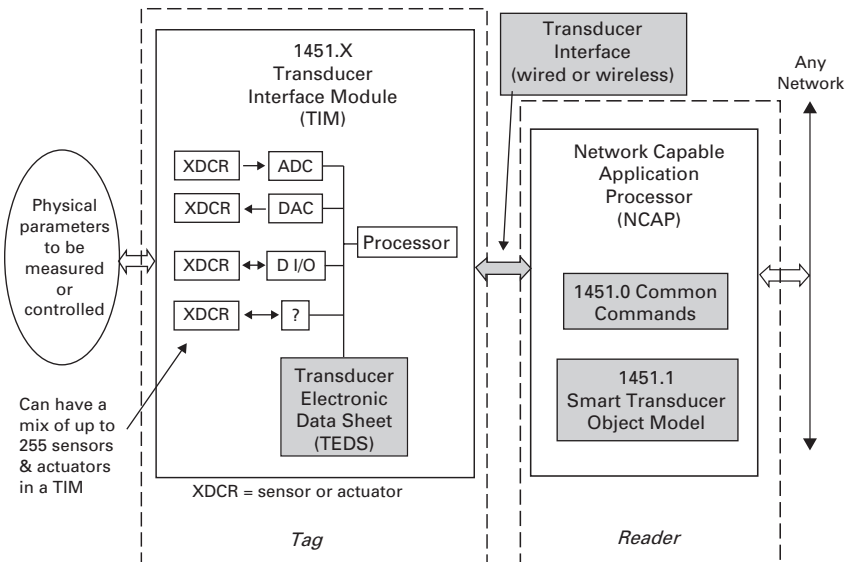 1451.X
Transducer
Interface Module
(TIM)
Transducer
Interface
(wired or wireless)
Any
Network
Physical
parameters
to be
measured
or
controlled
XDCR
ADC
XDCR
DAC
XDCR
D I/O
XDCR
?
Processor
Transducer
Electronic
Data Sheet
(TEDS)
Can have a
mix of up to
255 sensors
& actuators
in a TIM
XDCR = sensor or actuator
Tag
Network Capable
Application
Processor
(NCAP)
1451.0 Common
Commands
1451.1
Smart Transducer
Object Model
Reader